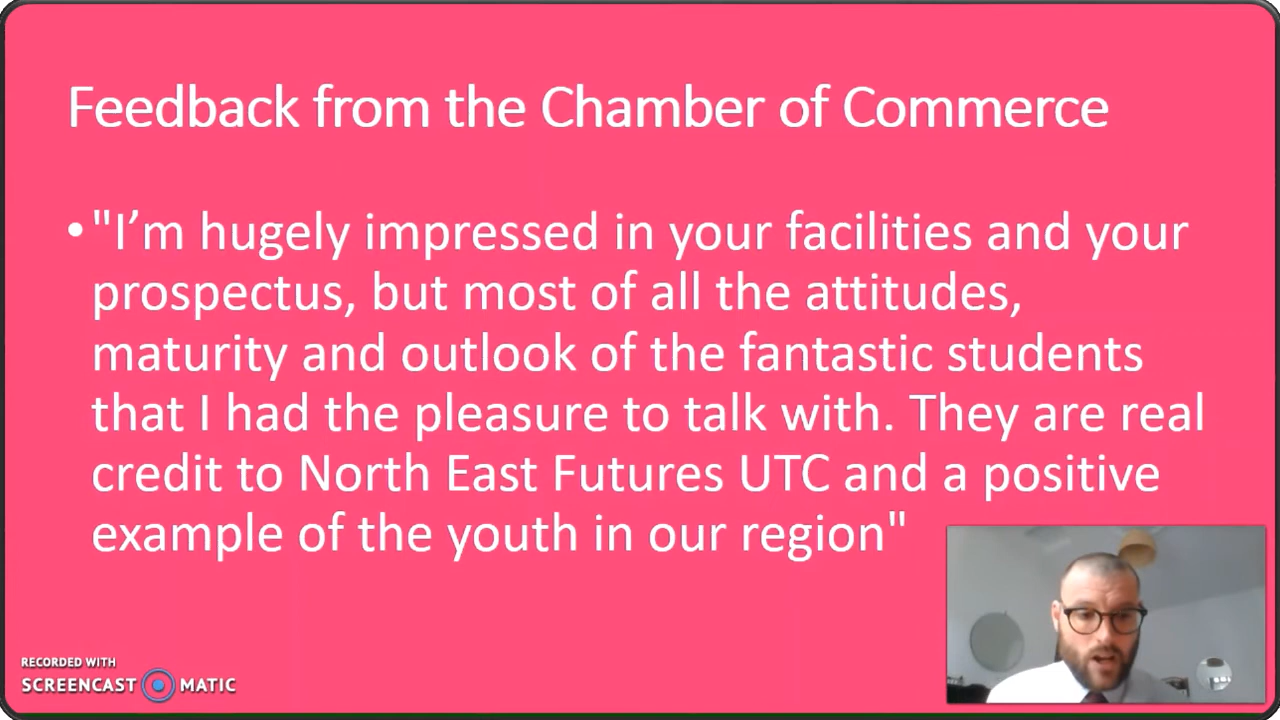 Feedback from the Chamber of Commerce
•"I’m hugely impressed in your facilities and your
prospectus, but most of all the attitudes,
maturity and outlook of the fantastic students
that I had the pleasure to talk with. They are real
credit to North East Futures UTC and a positive
example of the youth in our region"
RECORDED WITH
SCREENCAST MATIC